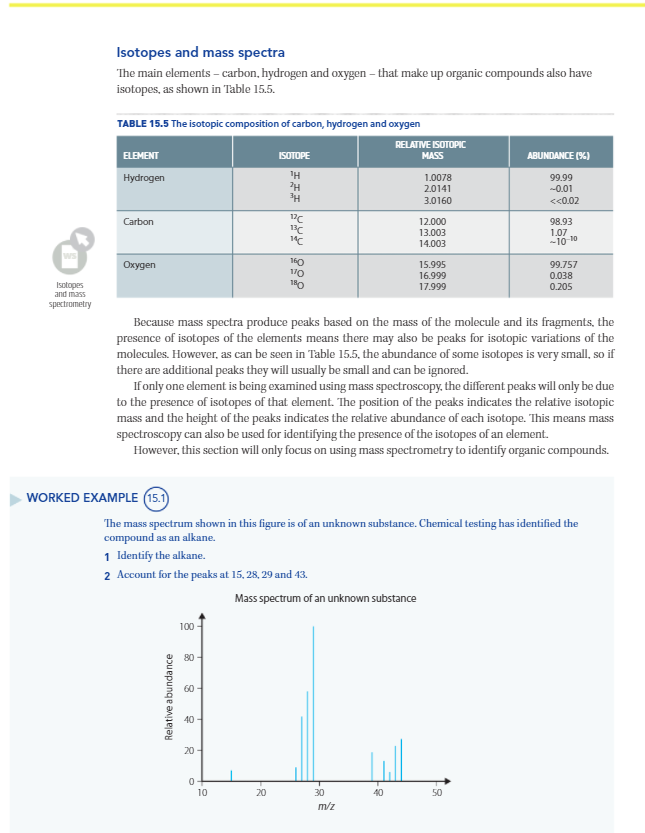 Isotopes and mass spectra
The main elements – carbon, hydrogen and oxygen – that make up organic compounds also have
isotopes, as shown in Table 15.5.
TABLE 15.5 The isotopic composition of carbon, hydrogen and oxygen
ELEMENT ISOTOPE RELATIVE ISOTOPIC MASS ABUNDANCE (%)
Hydrogen ¹H 1.0078 99.99
²H 2.0141 ~0.01
³H 3.0160 <<0.02
Carbon ¹²C 12.000 98.93
¹³C 13.003 1.07
¹⁴C 14.003 ~10⁻¹⁰
Oxygen ¹⁶O 15.995 99.757
¹⁷O 16.999 0.038
¹⁸O 17.999 0.205
WS
Isotopes
and mass
spectrometry
Because mass spectra produce peaks based on the mass of the molecule and its fragments, the
presence of isotopes of the elements means there may also be peaks for isotopic variations of the
molecules. However, as can be seen in Table 15.5, the abundance of some isotopes is very small, so if
there are additional peaks they will usually be small and can be ignored.
If only one element is being examined using mass spectroscopy, the different peaks will only be due
to the presence of isotopes of that element. The position of the peaks indicates the relative isotopic
mass and the height of the peaks indicates the relative abundance of each isotope. This means mass
spectroscopy can also be used for identifying the presence of the isotopes of an element.
However, this section will only focus on using mass spectrometry to identify organic compounds.
WORKED EXAMPLE 15.1
The mass spectrum shown in this figure is of an unknown substance. Chemical testing has identified the
compound as an alkane.
1 Identify the alkane.
2 Account for the peaks at 15, 28, 29 and 43.
Mass spectrum of an unknown substance
Relative abundance
100
80
60
40
20
0
10 20 30 40 50
m/z